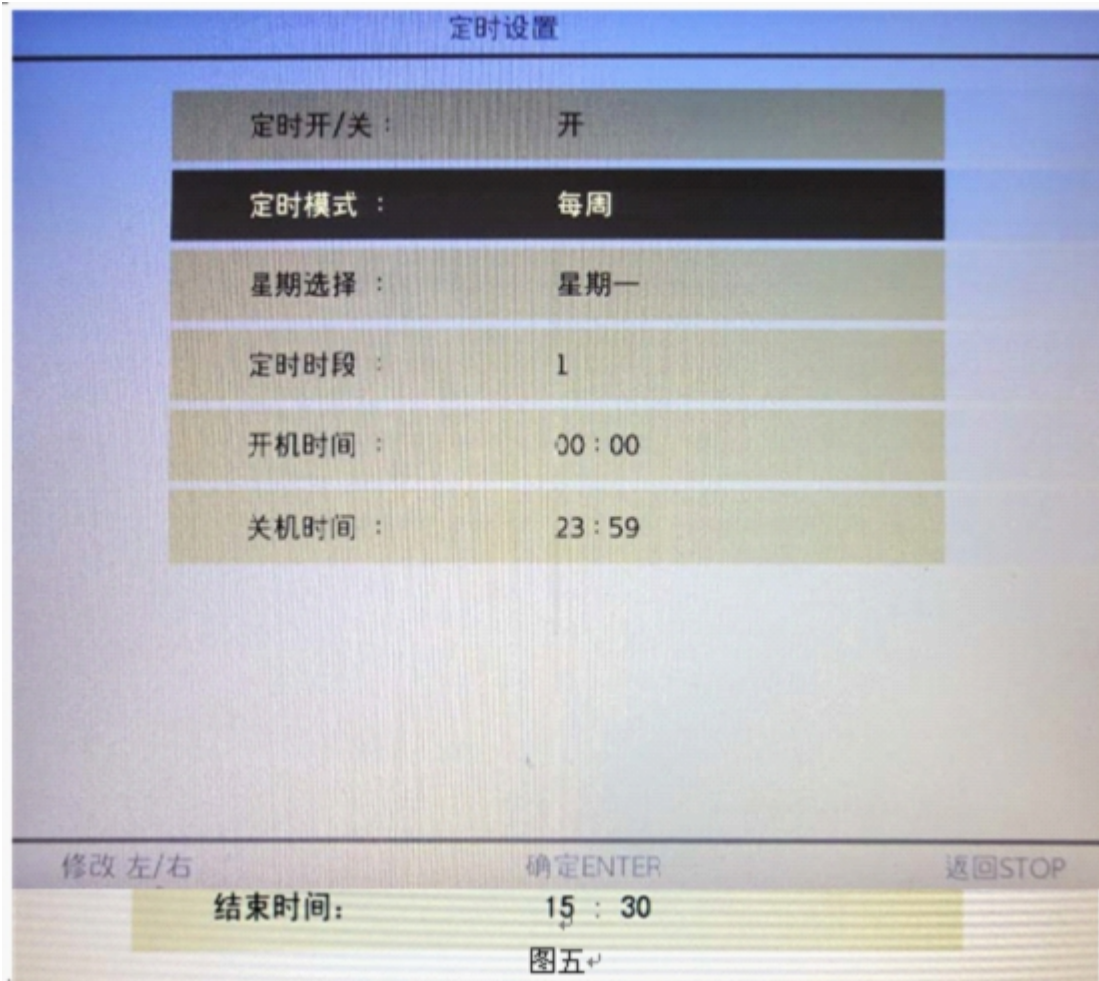 定时设置
定时开/关： 开
定时模式： 每周
星期选择： 星期一
定时时段： 1
开机时间： 00：00
关机时间： 23：59
修改 左/右 确定ENTER 返回STOP
结束时间： 15：30
图五